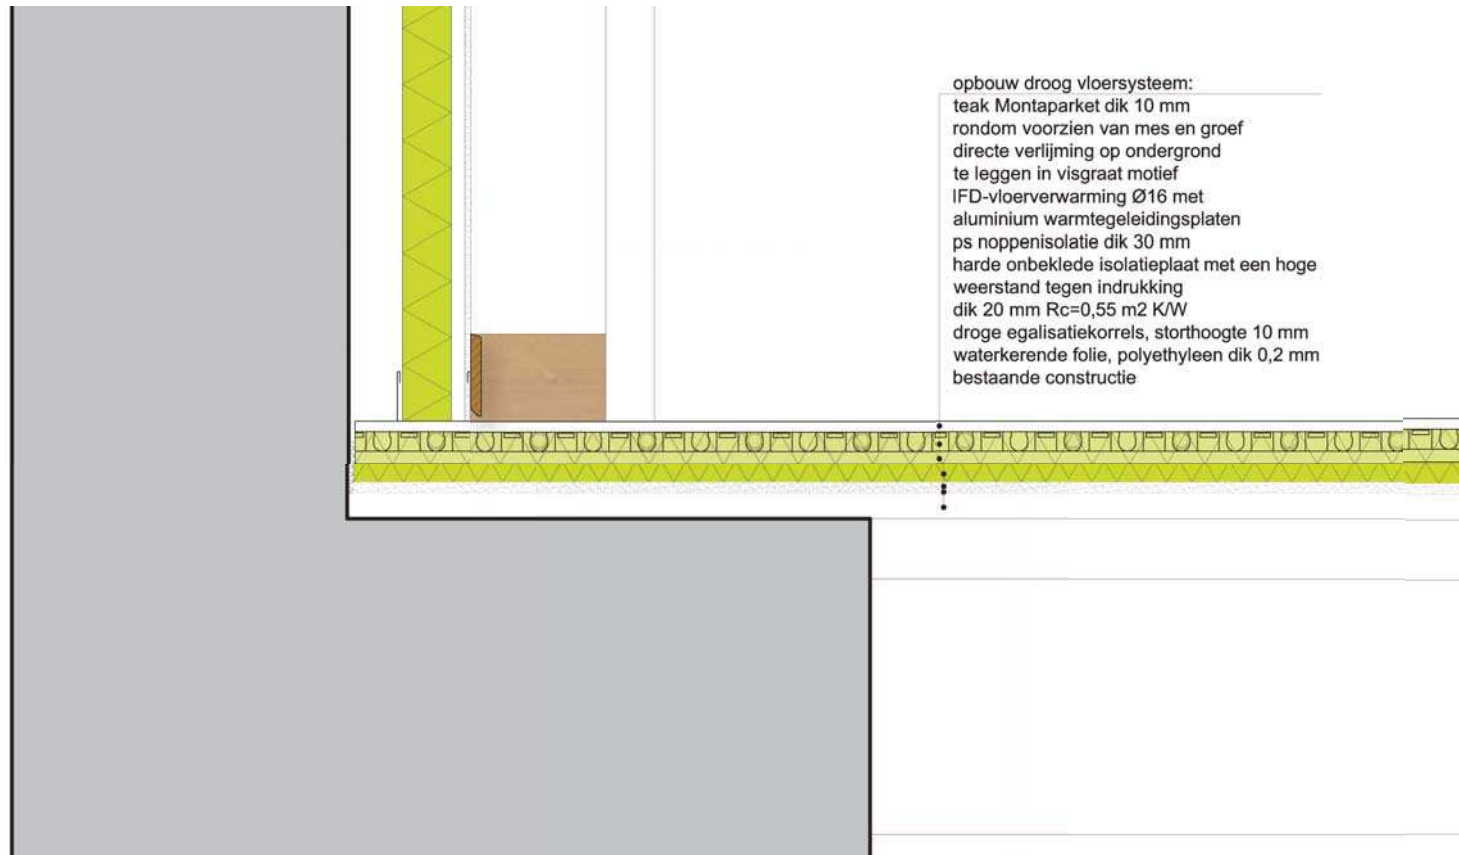 opbouw droog vloersysteem:
teak Montaparket dik 10 mm
rondom voorzien van mes en groef
directe verlijming op ondergrond
te leggen in visgraat motief
IFD-vloerverwarming Ø16 met
aluminium warmtegeleidingsplaten
ps noppenisolatie dik 30 mm
harde onbeklede isolatieplaat met een hoge
weerstand tegen indrukking
dik 20 mm Rc=0,55 m2 K/W
droge egalisatiekorrels, storthoogte 10 mm
waterkerende folie, polyethyleen dik 0,2 mm
bestaande constructie